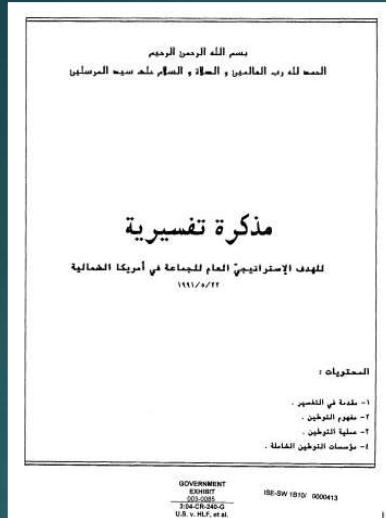 بسم الله الرحمن الرحيم
الحمد لله رب العالمين و الصلاة و السلام على سيد المرسلين
مذكرة تفسيرية
للهدف الإستراتيجيّ العام للجماعة في أمريكا الشمالية
١٩٩١/٥/٢٢
المحتويات :
١- مقدمة في التفسير .
٢- مفهوم التوطين .
٣- عملية التوطين .
٤- مؤسسات التوطين الشاملة .
GOVERNMENT
EXHIBIT
003-0085
3:04-CR-240-G
U.S. v. HLF, et al.
ISE-SW 1B10/ 0000413